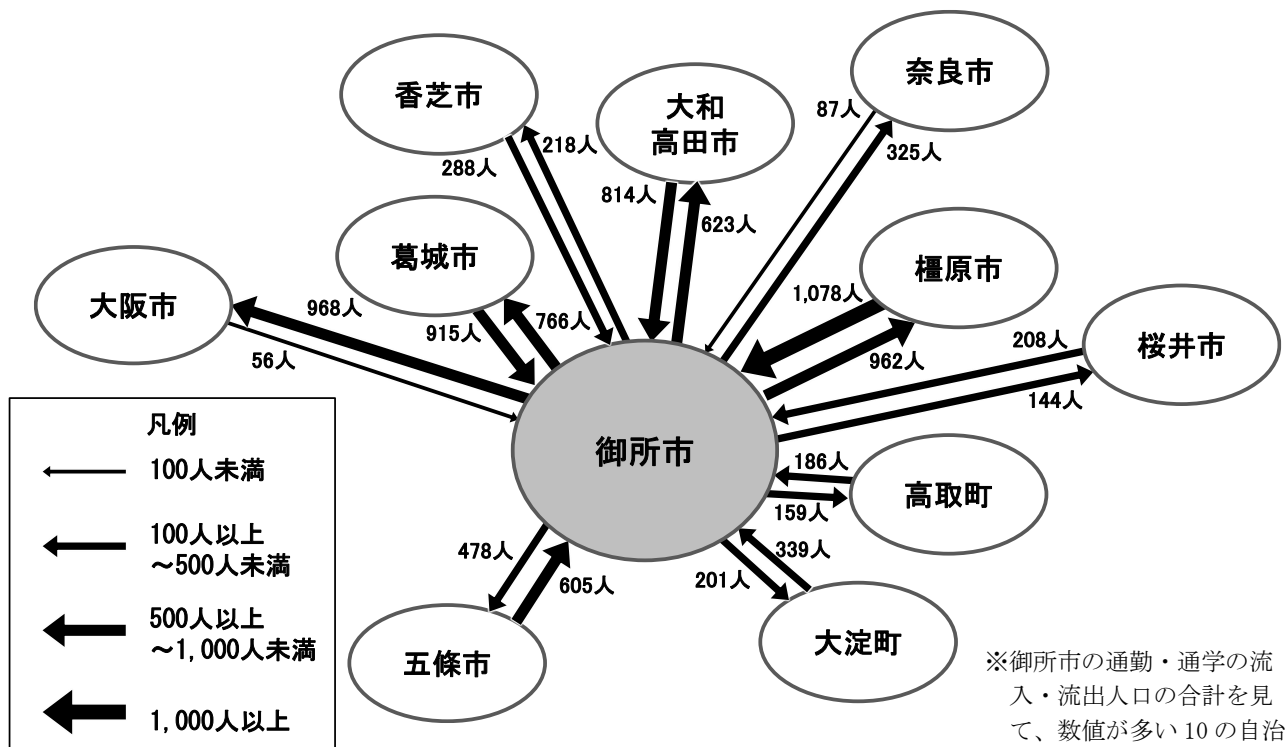 奈良市
香芝市
大和
高田市
87人
325人
218人
288人
814人
623人
葛城市
橿原市
大阪市
968人
915人
766人
1,078人
962人
桜井市
208人
144人
56人
御所市
凡例
100人未満
100人以上
～500人未満
500人以上
～1,000人未満
1,000人以上
186人
高取町
159人
478人
605人
五條市
339人
201人
大淀町
※御所市の通勤・通学の流
入・流出人口の合計を見
て、数値が多い 10 の自治